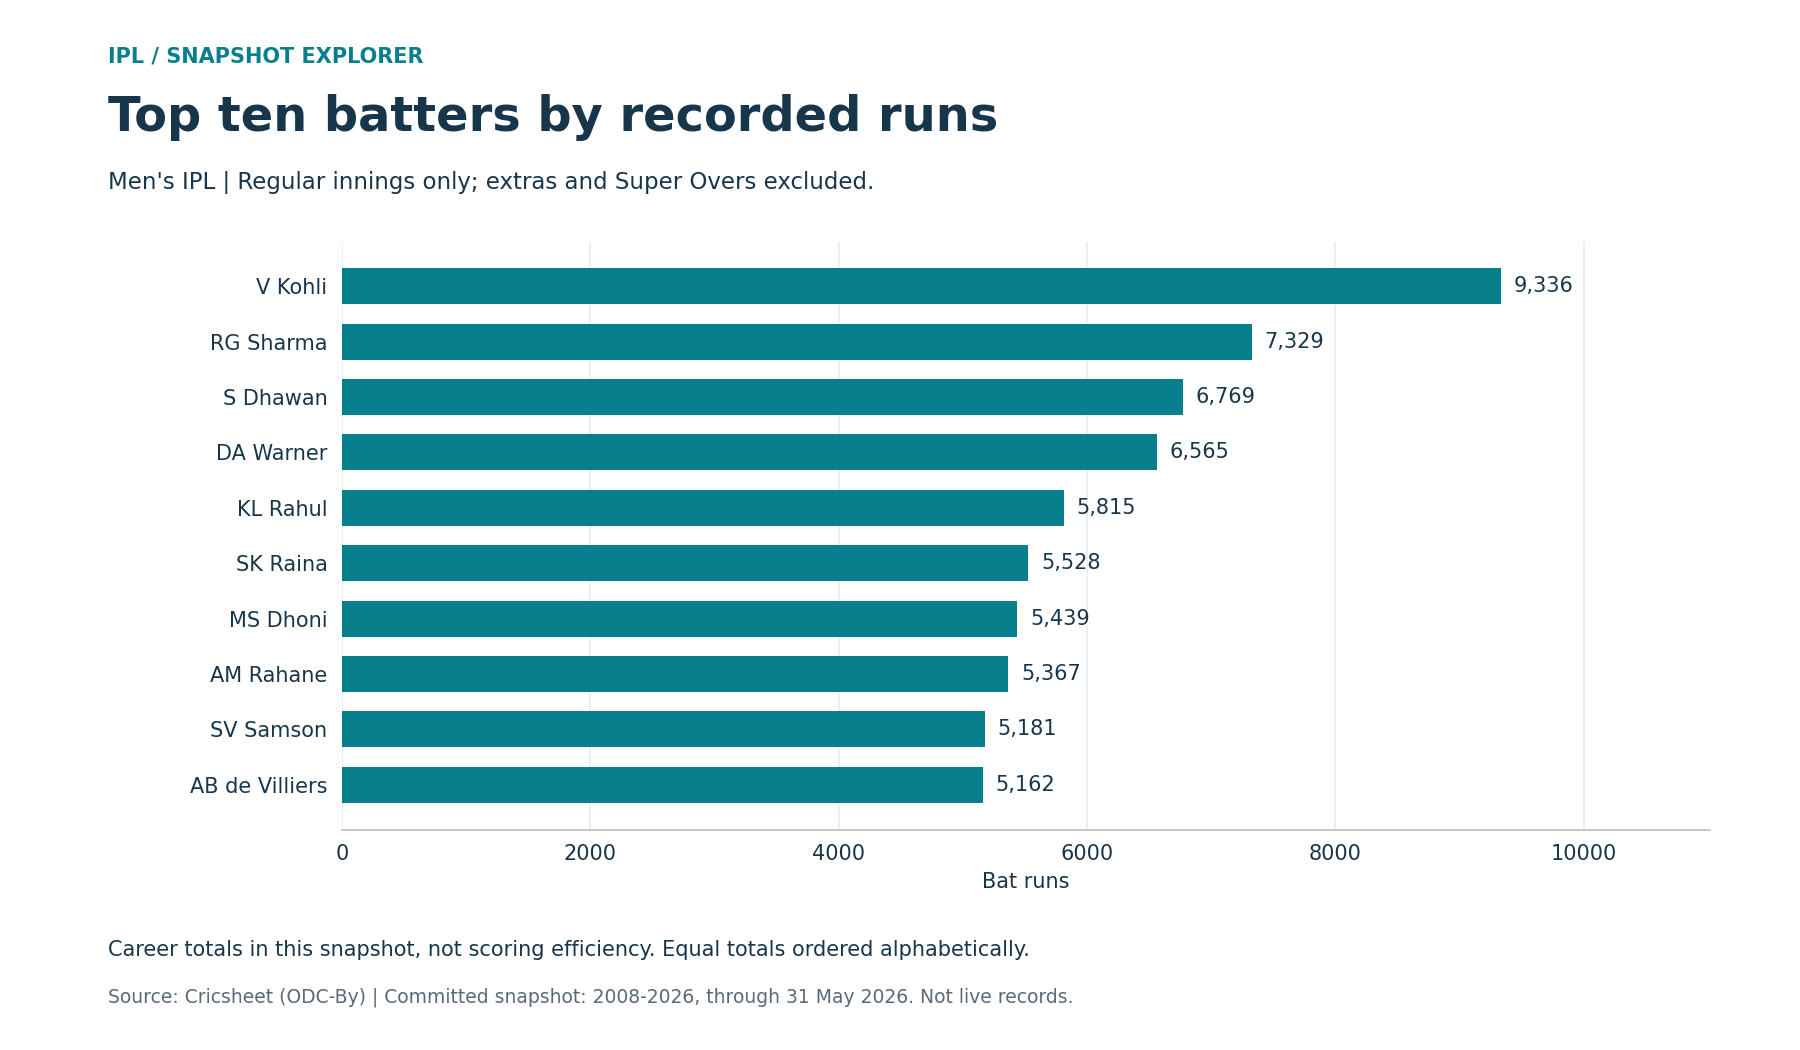 IPL / SNAPSHOT EXPLORER
Top ten batters by recorded runs
Men's IPL | Regular innings only; extras and Super Overs excluded.
V Kohli 9,336
RG Sharma 7,329
S Dhawan 6,769
DA Warner 6,565
KL Rahul 5,815
SK Raina 5,528
MS Dhoni 5,439
AM Rahane 5,367
SV Samson 5,181
AB de Villiers 5,162
0 2000 4000 6000 8000 10000
Bat runs
Career totals in this snapshot, not scoring efficiency. Equal totals ordered alphabetically.
Source: Cricsheet (ODC-By) | Committed snapshot: 2008-2026, through 31 May 2026. Not live records.